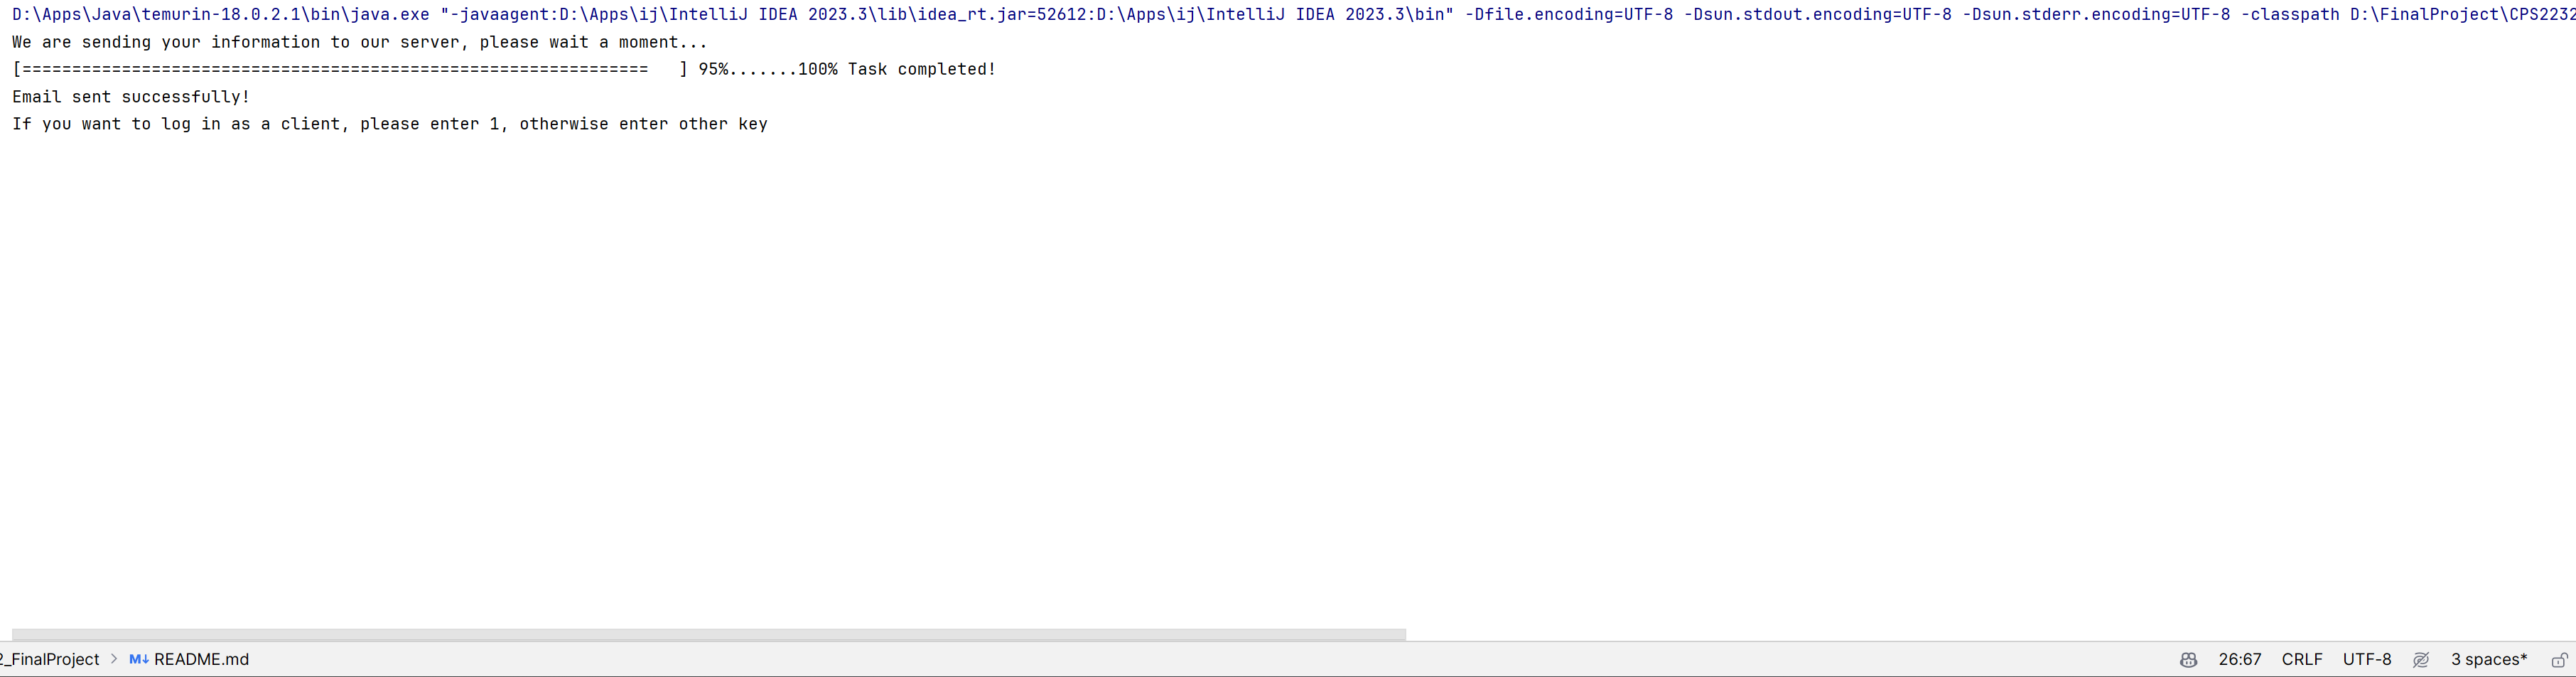 D:\Apps\Java\temurin-18.0.2.1\bin\java.exe "-javaagent:D:\Apps\ij\IntelliJ IDEA 2023.3\lib\idea_rt.jar=52612:D:\Apps\ij\IntelliJ IDEA 2023.3\bin" -Dfile.encoding=UTF-8 -Dsun.stdout.encoding=UTF-8 -Dsun.stderr.encoding=UTF-8 -classpath D:\FinalProject\CPS2232
We are sending your information to our server, please wait a moment...
[===============================================================   ] 95%.......100% Task completed!
Email sent successfully!
If you want to log in as a client, please enter 1, otherwise enter other key
2_FinalProject > M↓ README.md 26:67 CRLF UTF-8 3 spaces*